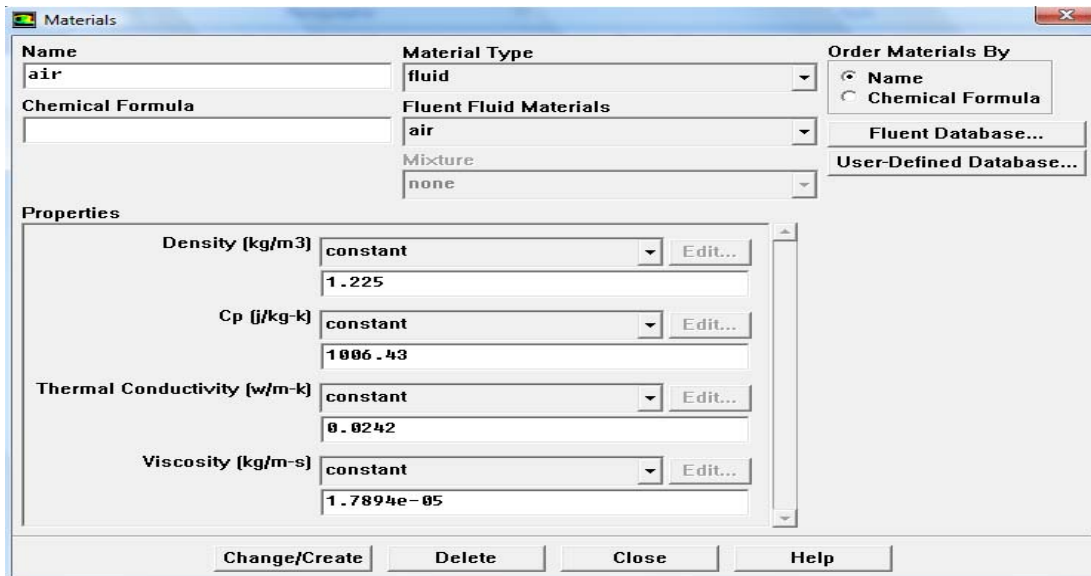 Materials
Name
air
Chemical Formula
Material Type
fluid
Fluent Fluid Materials
air
Mixture
none
Order Materials By
Name
Chemical Formula
Fluent Database...
User-Defined Database...
Properties
Density (kg/m3) constant Edit...
1.225
Cp (j/kg-k) constant Edit...
1006.43
Thermal Conductivity (w/m-k) constant Edit...
0.0242
Viscosity (kg/m-s) constant Edit...
1.7894e-05
Change/Create Delete Close Help